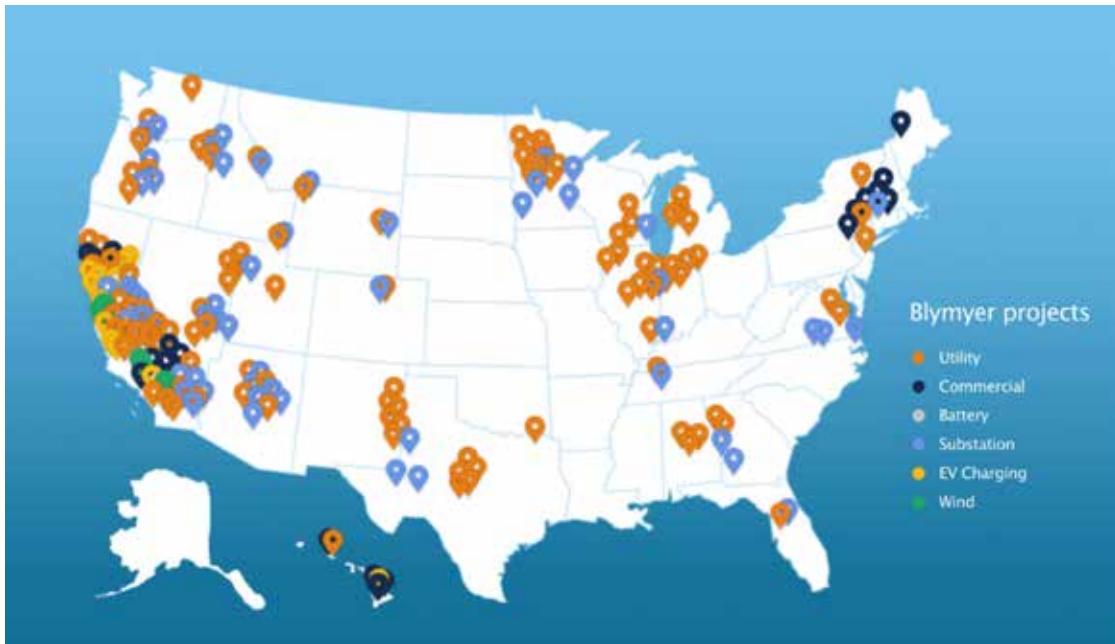 Blymyer projects
Utility
Commercial
Battery
Substation
EV Charging
Wind